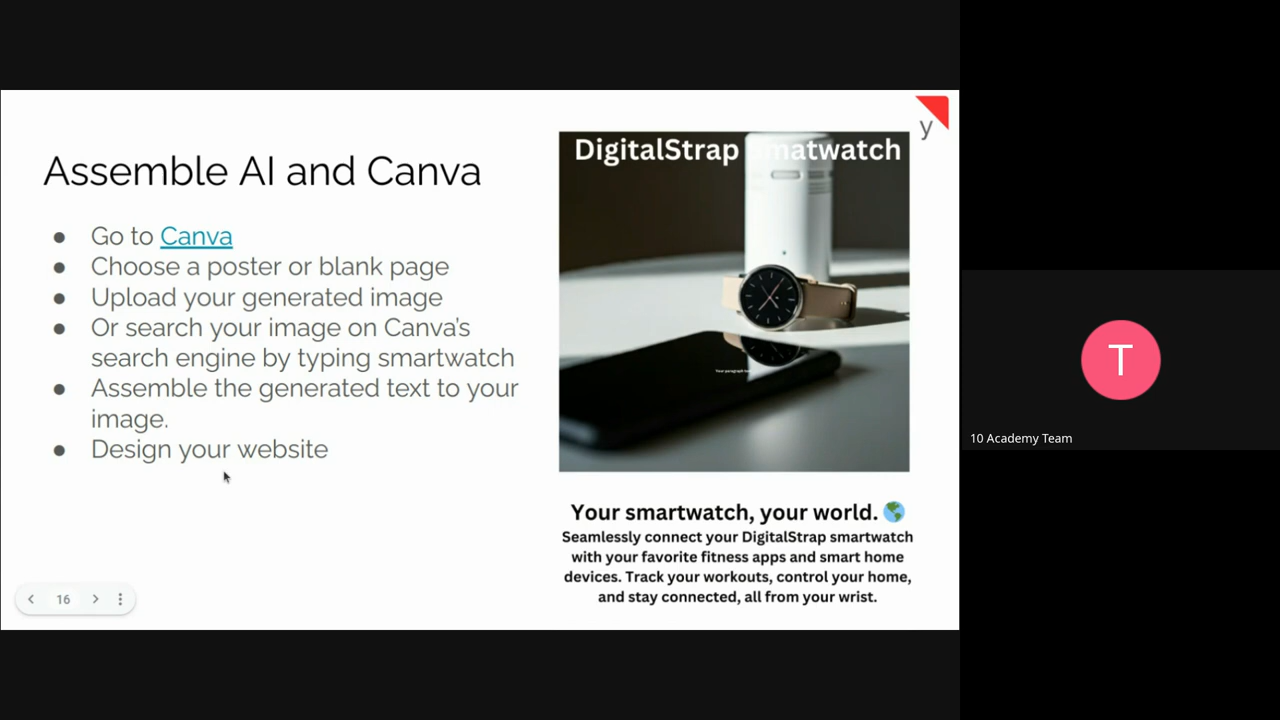 y
Assemble AI and Canva
● Go to Canva
● Choose a poster or blank page
● Upload your generated image
● Or search your image on Canva's
search engine by typing smartwatch
● Assemble the generated text to your
image.
● Design your website
DigitalStrap matwatch
Your smartwatch, your world. 🌎
Seamlessly connect your DigitalStrap smartwatch
with your favorite fitness apps and smart home
devices. Track your workouts, control your home,
and stay connected, all from your wrist.
16
T
10 Academy Team